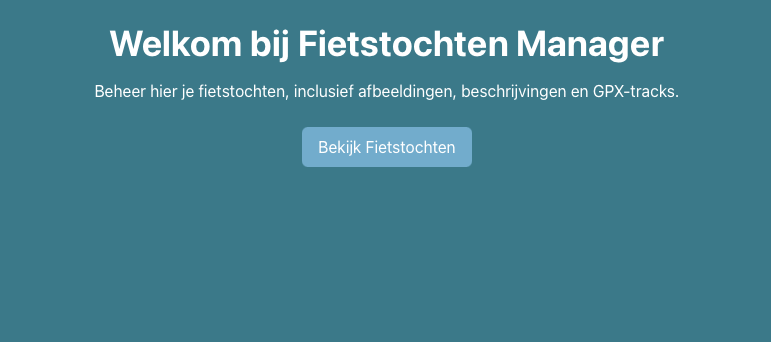 Welkom bij Fietstochten Manager
Beheer hier je fietstochten, inclusief afbeeldingen, beschrijvingen en GPX-tracks.
Bekijk Fietstochten